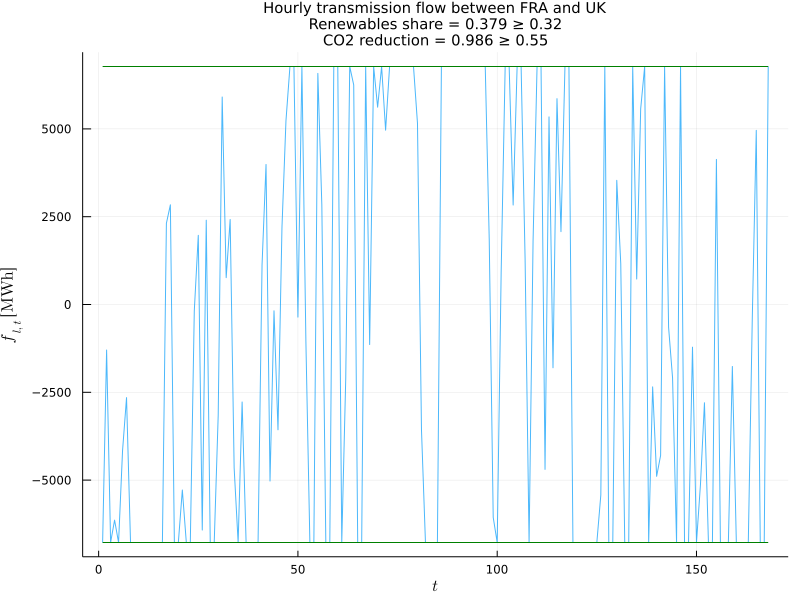 Hourly transmission flow between FRA and UK
Renewables share = 0.379 ≥ 0.32
CO2 reduction = 0.986 ≥ 0.55
5000
2500
0
−2500
−5000
f_{l,t} [MWh]
0 50 100 150
t